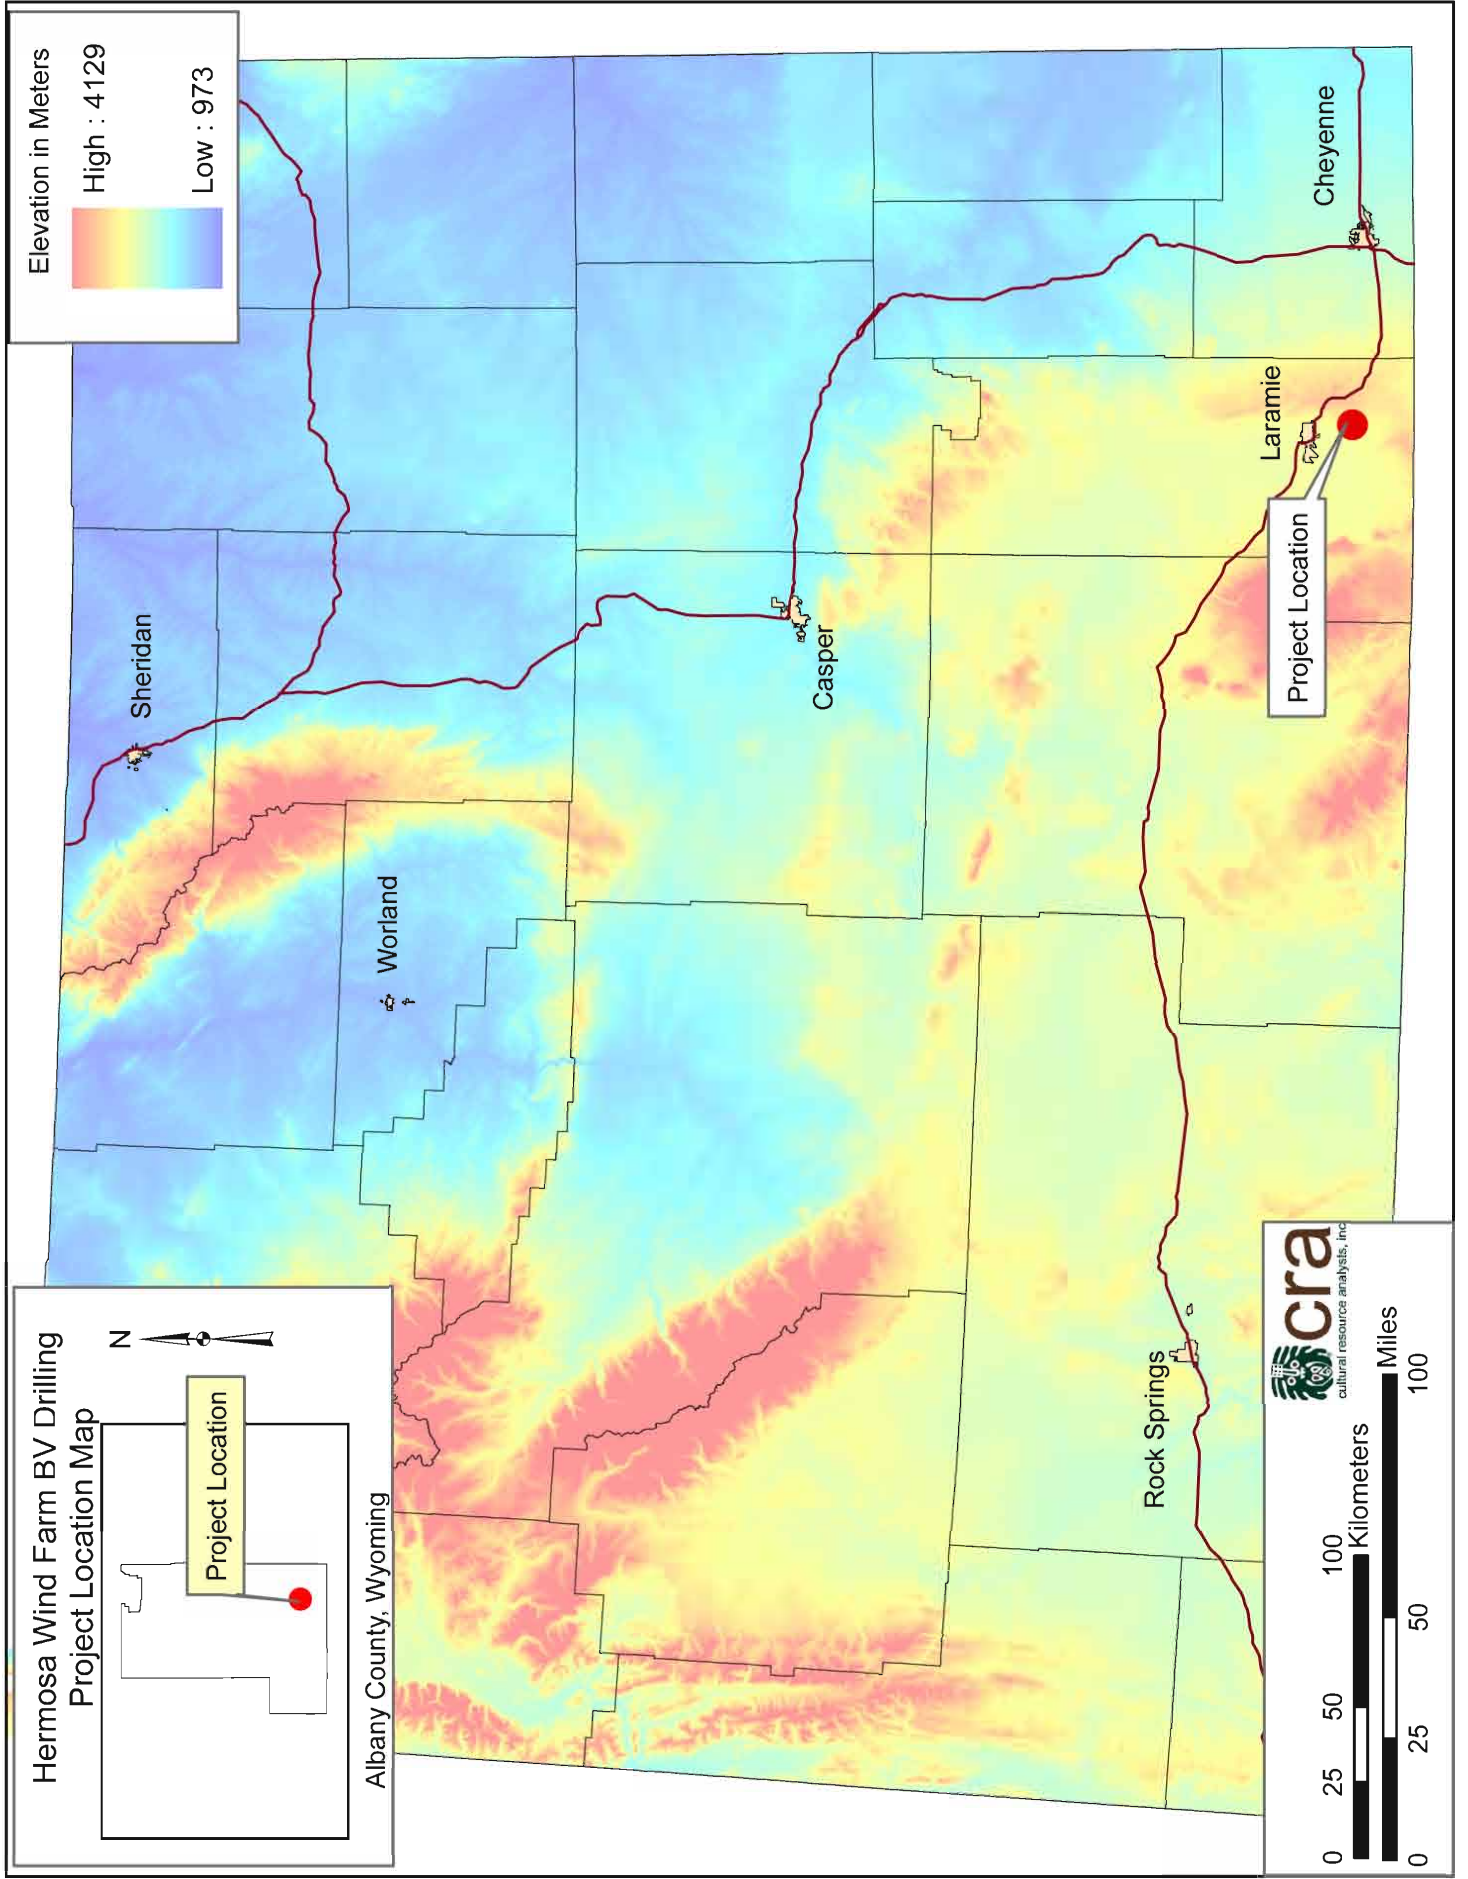 Hermosa Wind Farm BV Drilling
Project Location Map
N
Project Location
Albany County, Wyoming
Elevation in Meters
High : 4129
Low : 973
Sheridan
Worland
Casper
Rock Springs
Laramie
Cheyenne
Project Location
0 25 50 100
Kilometers
0 25 50 100
Miles
cra
cultural resource analysts, inc